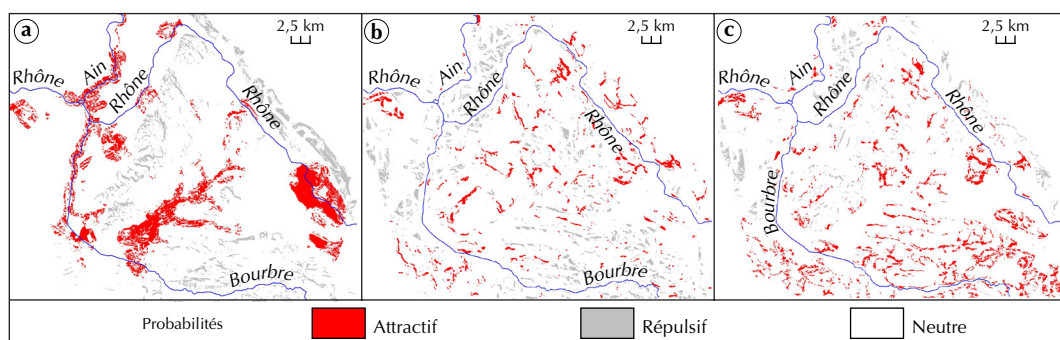 a
2,5 km
Rhône
Ain
Rhône
Rhône
Bourbre
b
2,5 km
Rhône
Ain
Rhône
Rhône
Bourbre
c
2,5 km
Rhône
Ain
Rhône
Rhône
Bourbre
Probabilités
Attractif
Répulsif
Neutre